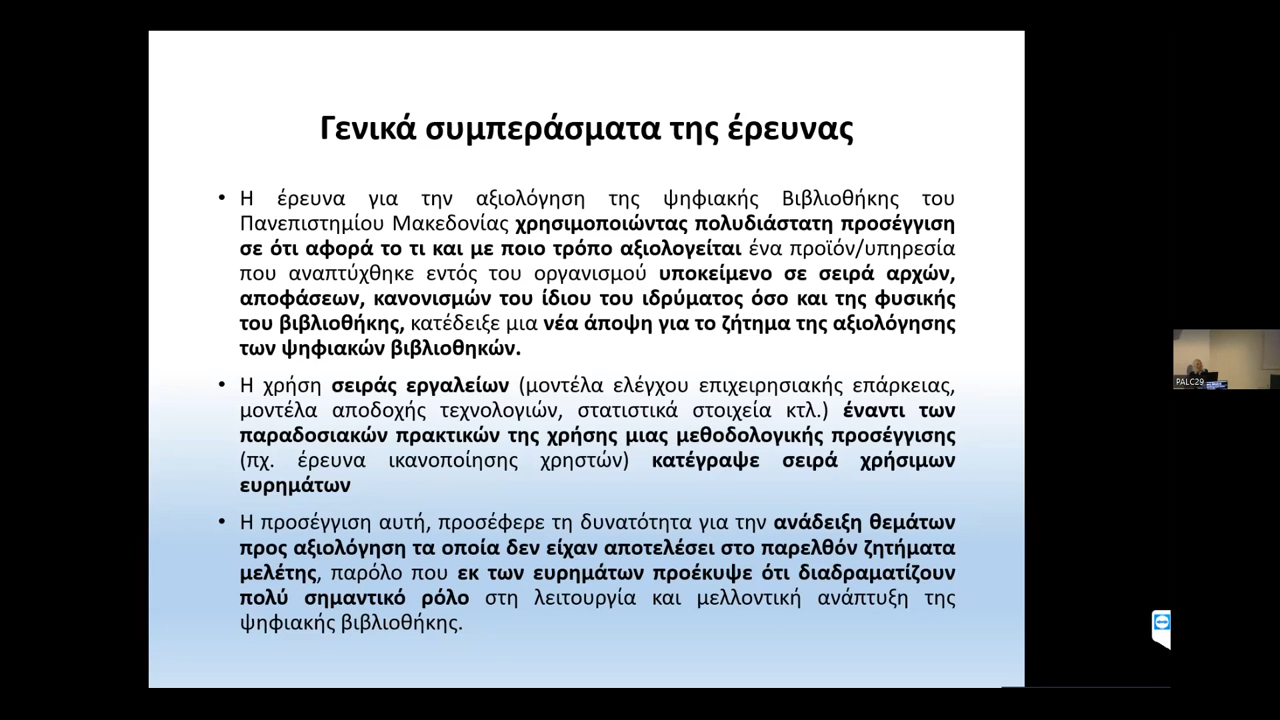 Γενικά συμπεράσματα της έρευνας
• Η έρευνα για την αξιολόγηση της ψηφιακής Βιβλιοθήκης του
Πανεπιστημίου Μακεδονίας χρησιμοποιώντας πολυδιάστατη προσέγγιση
σε ότι αφορά το τι και με ποιο τρόπο αξιολογείται ένα προϊόν/υπηρεσία
που αναπτύχθηκε εντός του οργανισμού υποκείμενο σε σειρά αρχών,
αποφάσεων, κανονισμών του ίδιου του ιδρύματος όσο και της φυσικής
του βιβλιοθήκης, κατέδειξε μια νέα άποψη για το ζήτημα της αξιολόγησης
των ψηφιακών βιβλιοθηκών.
• Η χρήση σειράς εργαλείων (μοντέλα ελέγχου επιχειρησιακής επάρκειας,
μοντέλα αποδοχής τεχνολογιών, στατιστικά στοιχεία κτλ.) έναντι των
παραδοσιακών πρακτικών της χρήσης μιας μεθοδολογικής προσέγγισης
(πχ. έρευνα ικανοποίησης χρηστών) κατέγραψε σειρά χρήσιμων
ευρημάτων
• Η προσέγγιση αυτή, προσέφερε τη δυνατότητα για την ανάδειξη θεμάτων
προς αξιολόγηση τα οποία δεν είχαν αποτελέσει στο παρελθόν ζητήματα
μελέτης, παρόλο που εκ των ευρημάτων προέκυψε ότι διαδραματίζουν
πολύ σημαντικό ρόλο στη λειτουργία και μελλοντική ανάπτυξη της
ψηφιακής βιβλιοθήκης.
PALC29